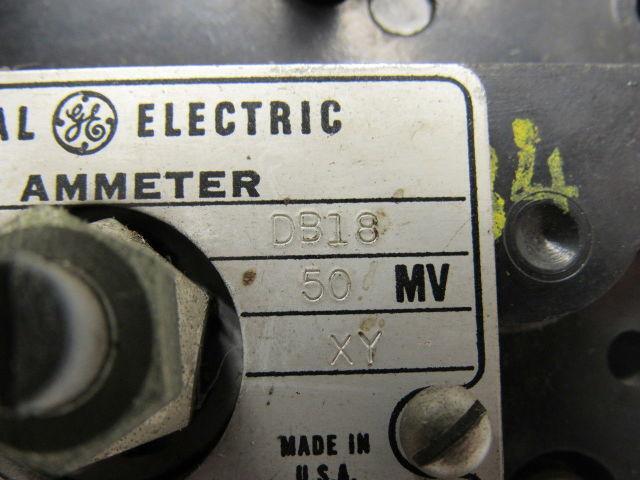 AL GE ELECTRIC
AMMETER
DB18
50 MV
XY
MADE IN
U.S.A.